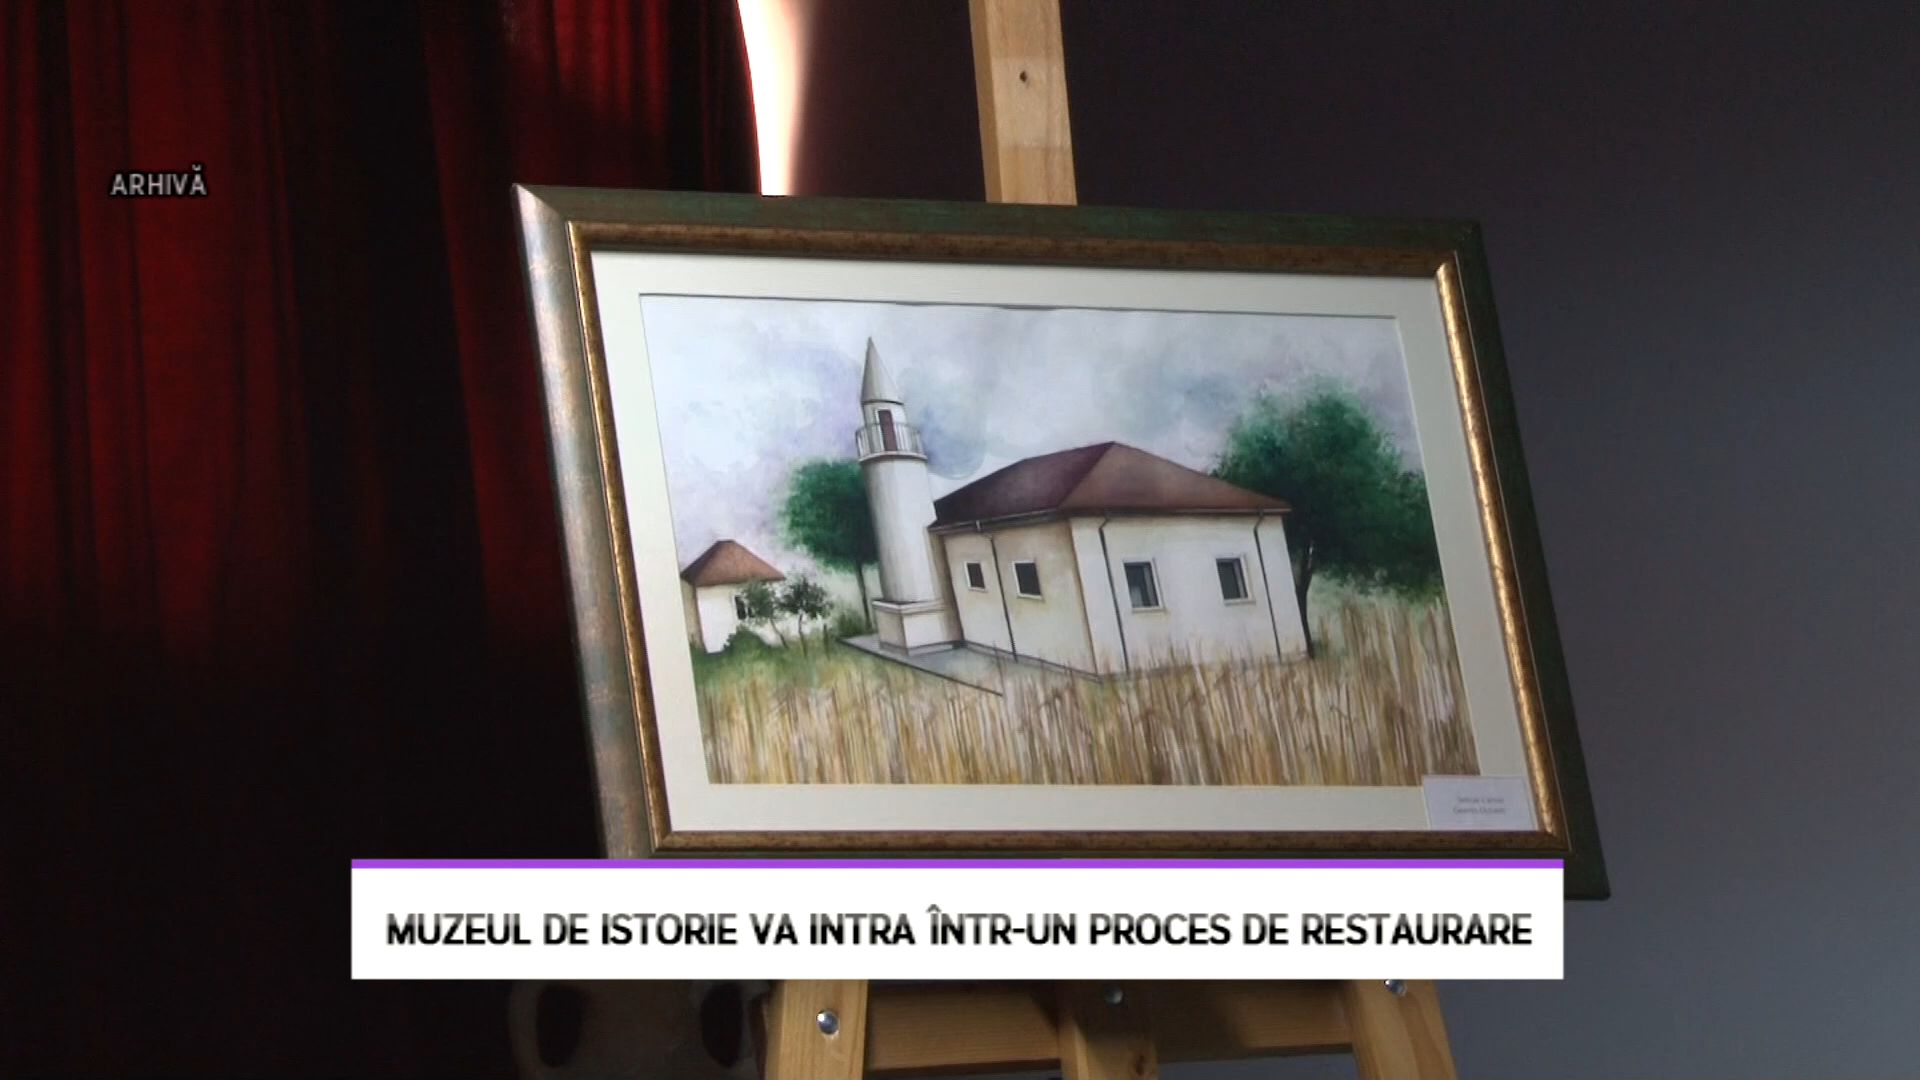 ARHIVĂ
MUZEUL DE ISTORIE VA INTRA ÎNTR-UN PROCES DE RESTAURARE